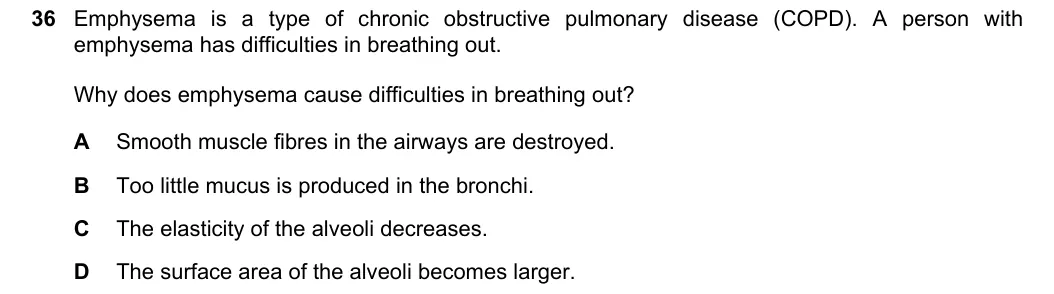 36 Emphysema is a type of chronic obstructive pulmonary disease (COPD). A person with
emphysema has difficulties in breathing out.
Why does emphysema cause difficulties in breathing out?
A Smooth muscle fibres in the airways are destroyed.
B Too little mucus is produced in the bronchi.
C The elasticity of the alveoli decreases.
D The surface area of the alveoli becomes larger.